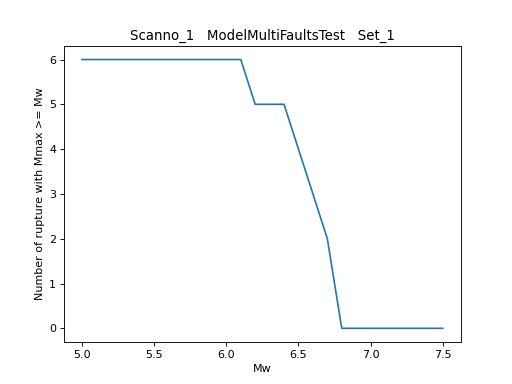 Scanno_1   ModelMultiFaultsTest   Set_1
Number of rupture with Mmax >= Mw
6
5
4
3
2
1
0
5.0 5.5 6.0 6.5 7.0 7.5
Mw